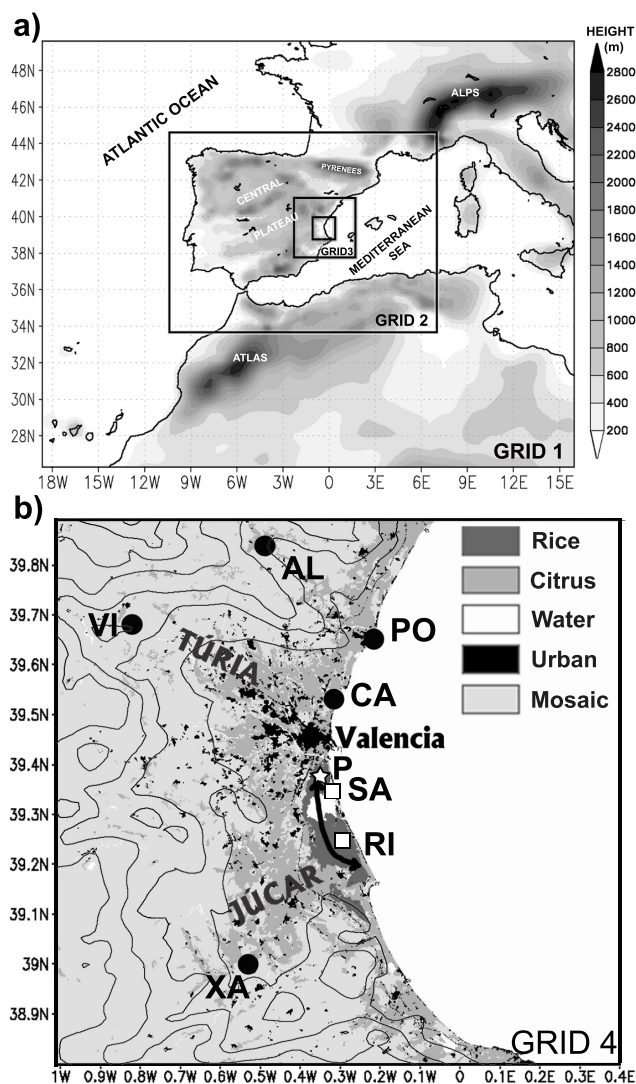 a)
HEIGHT
(m)
48N
46N
44N
42N
40N
38N
36N
34N
32N
30N
28N
ATLANTIC OCEAN
ALPS
PYRENEES
CENTRAL
PLATEAU
GRID3
MEDITERRANEAN
SEA
GRID 2
ATLAS
GRID 1
18W 15W 12W 9W 6W 3W 0 3E 6E 9E 12E 15E
2800
2600
2400
2200
2000
1800
1600
1400
1200
1000
800
600
400
200
b)
39.8N
39.7N
39.6N
39.5N
39.4N
39.3N
39.2N
39.1N
39N
38.9N
AL
VI
TÚRIA
PO
CA
Valencia
P
SA
RI
JÚCAR
XA
Rice
Citrus
Water
Urban
Mosaic
GRID 4
1W 0.9W 0.8W 0.7W 0.6W 0.5W 0.4W 0.3W 0.2W 0.1W 0 0.1E 0.2E 0.3E 0.4E